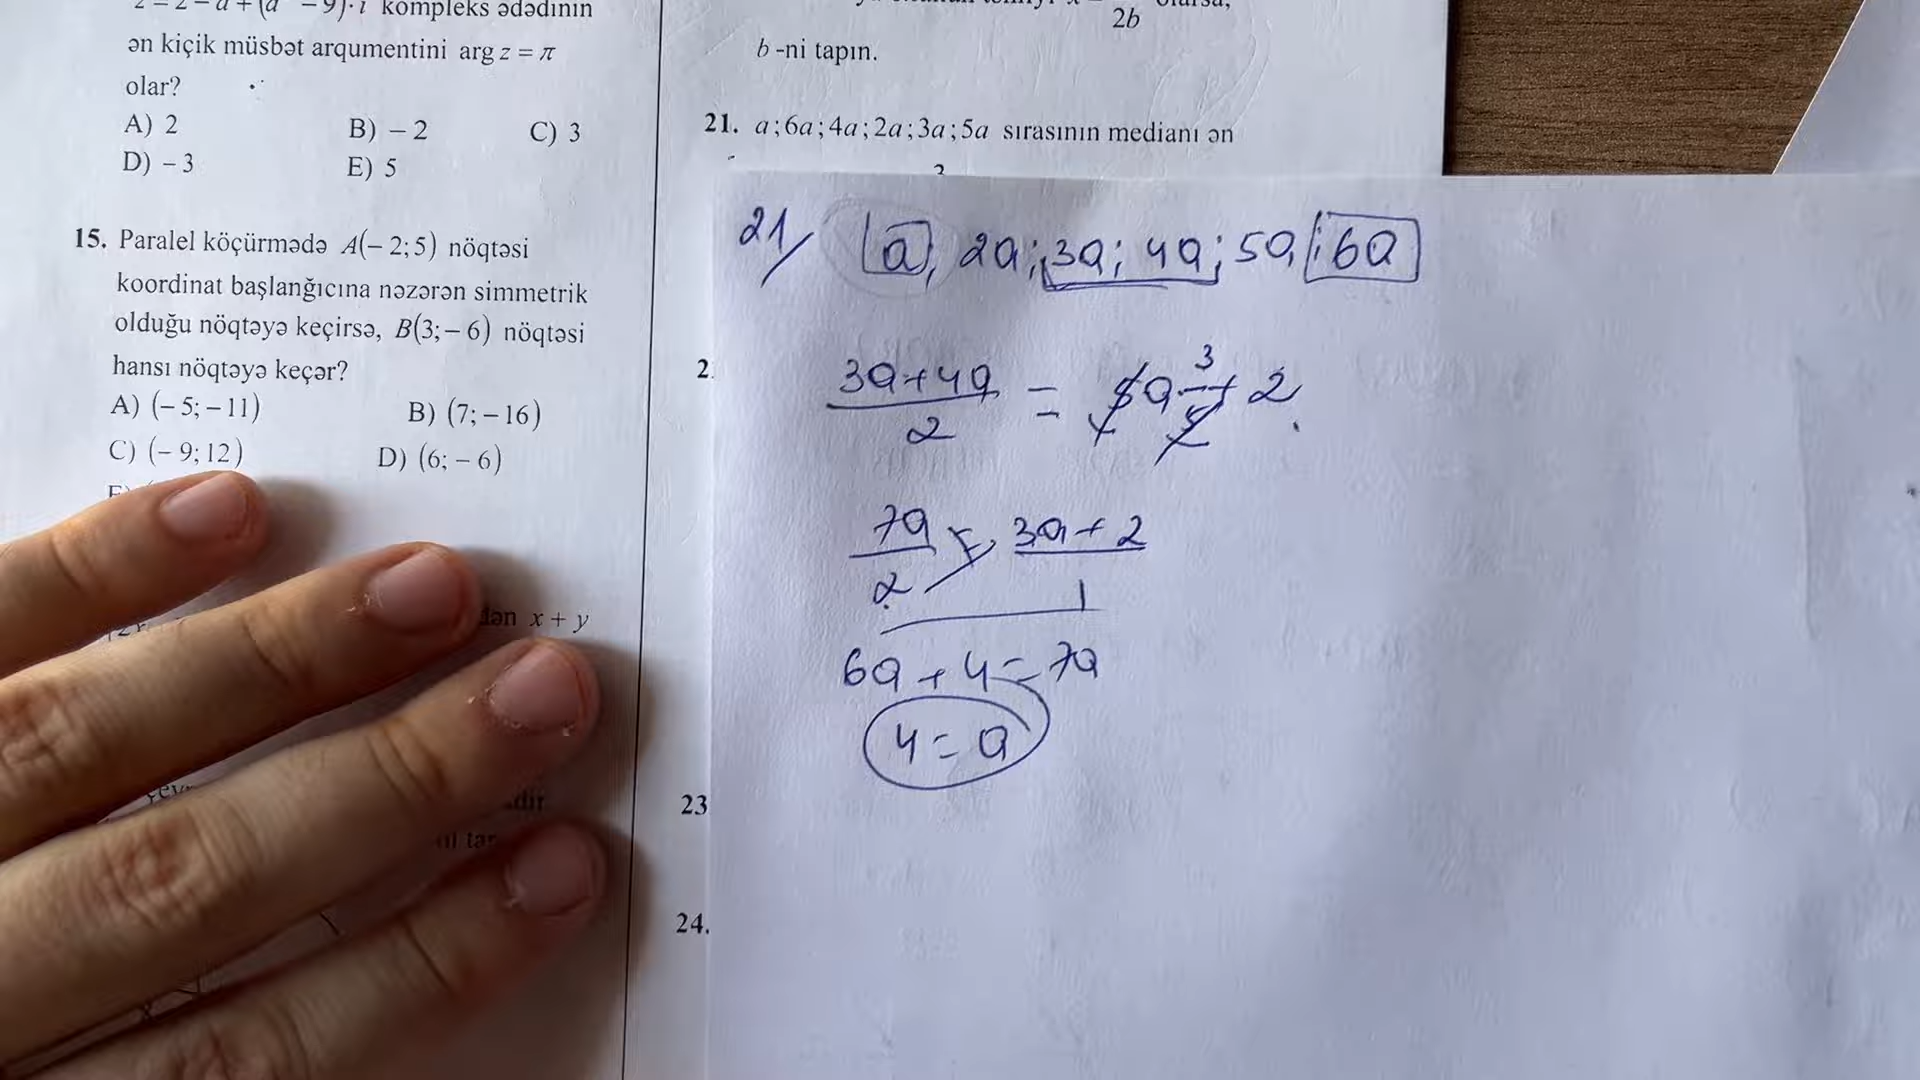 kompleks ədədinin
ən kiçik müsbət arqumentini arg z = π
olar?
A) 2 B) – 2 C) 3
D) – 3 E) 5
15. Paralel köçürmədə A(– 2; 5) nöqtəsi
koordinat başlanğıcına nəzərən simmetrik
olduğu nöqtəyə keçirsə, B(3; – 6) nöqtəsi
hansı nöqtəyə keçər?
A) (– 5; – 11) B) (7; – 16)
C) (– 9; 12) D) (6; – 6)
x + y
2b
b -ni tapın.
21. a ; 6a ; 4a ; 2a ; 3a ; 5a sırasının medianı ən
21/ a, 2a; 3a; 4a; 5a; 6a
2
3a+4a / 2 = 6a 3/6 + 2.
7a / 2 = 3a + 2 / 1
6a + 4 = 7a
4 = a
23
24.